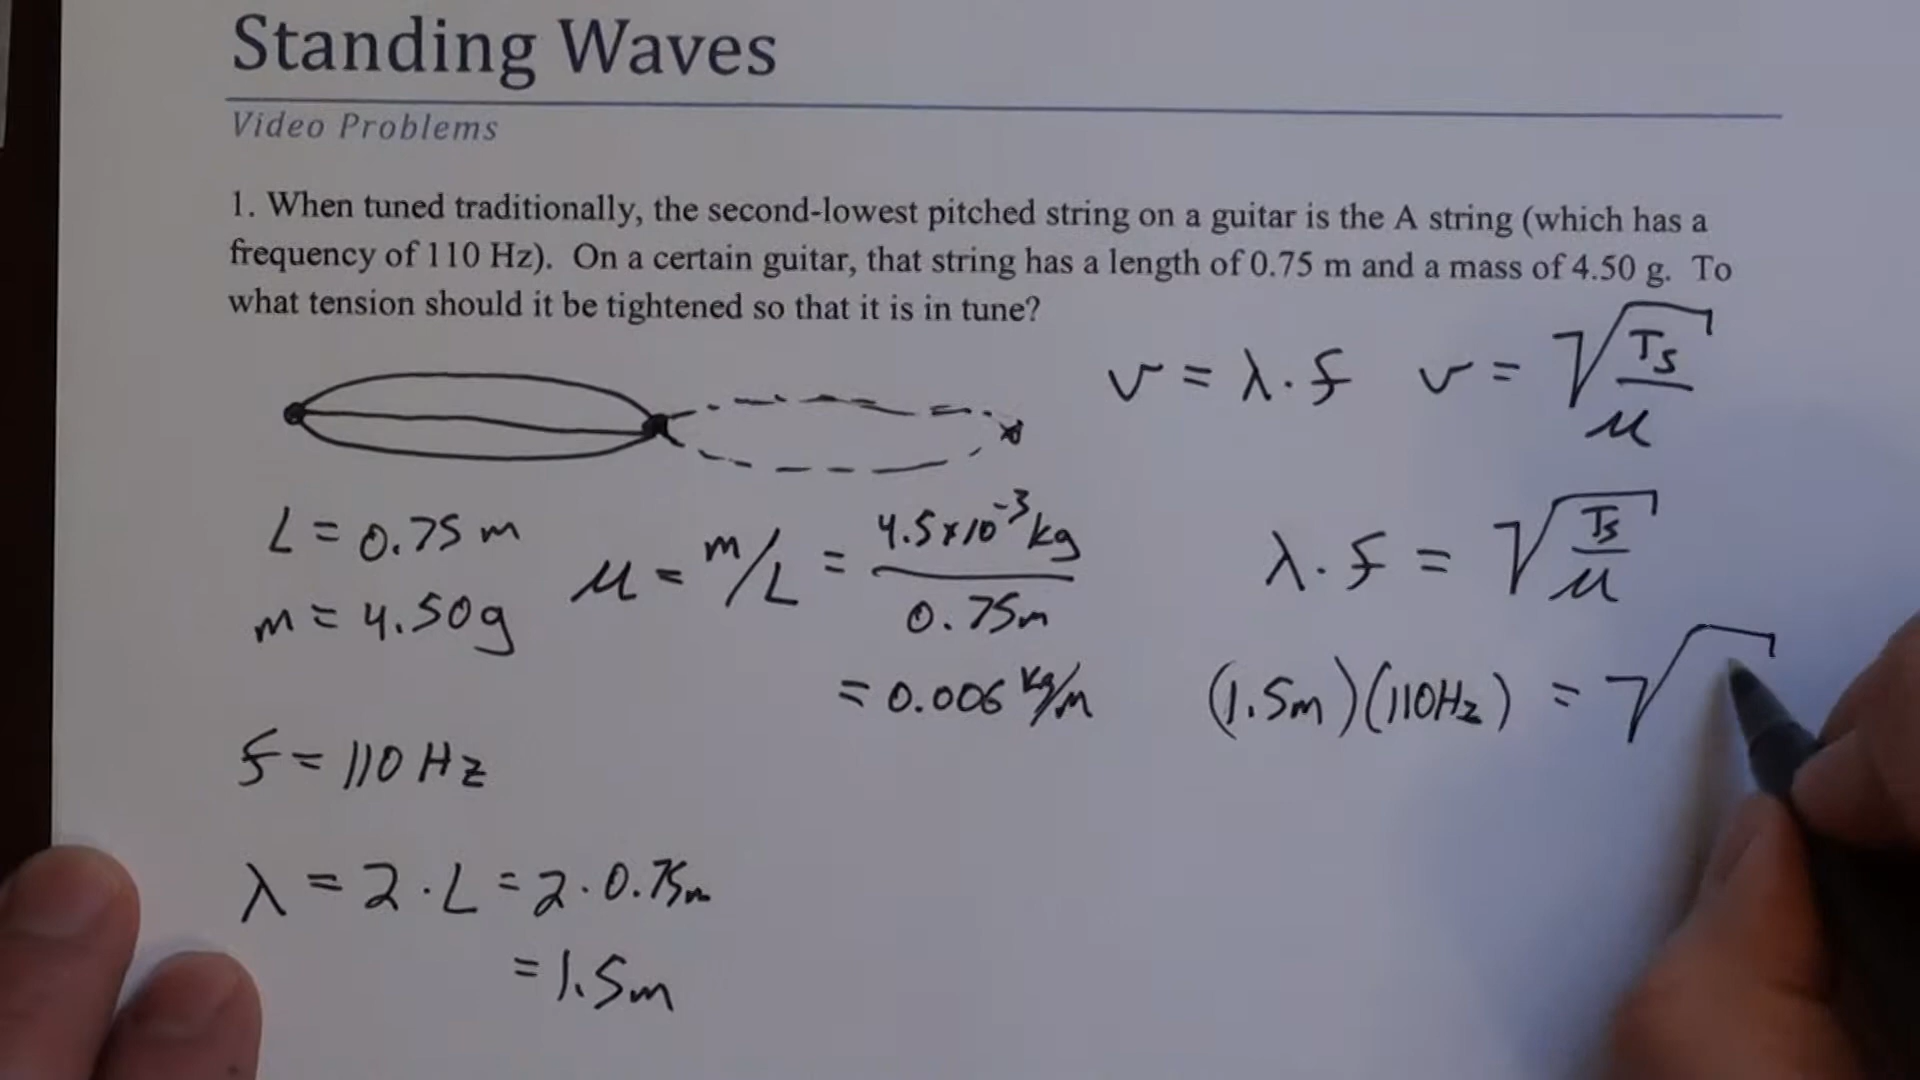 Standing Waves
Video Problems
1. When tuned traditionally, the second-lowest pitched string on a guitar is the A string (which has a
frequency of 110 Hz). On a certain guitar, that string has a length of 0.75 m and a mass of 4.50 g. To
what tension should it be tightened so that it is in tune?
v = λ · f
v = √(Ts/μ)
L = 0.75 m
m = 4.50g
μ = m/L = 4.5×10⁻³ kg / 0.75m
= 0.006 kg/m
λ · f = √(Ts/μ)
(1.5m)(110Hz) = √
f = 110 Hz
λ = 2 · L = 2 · 0.75m
= 1.5m